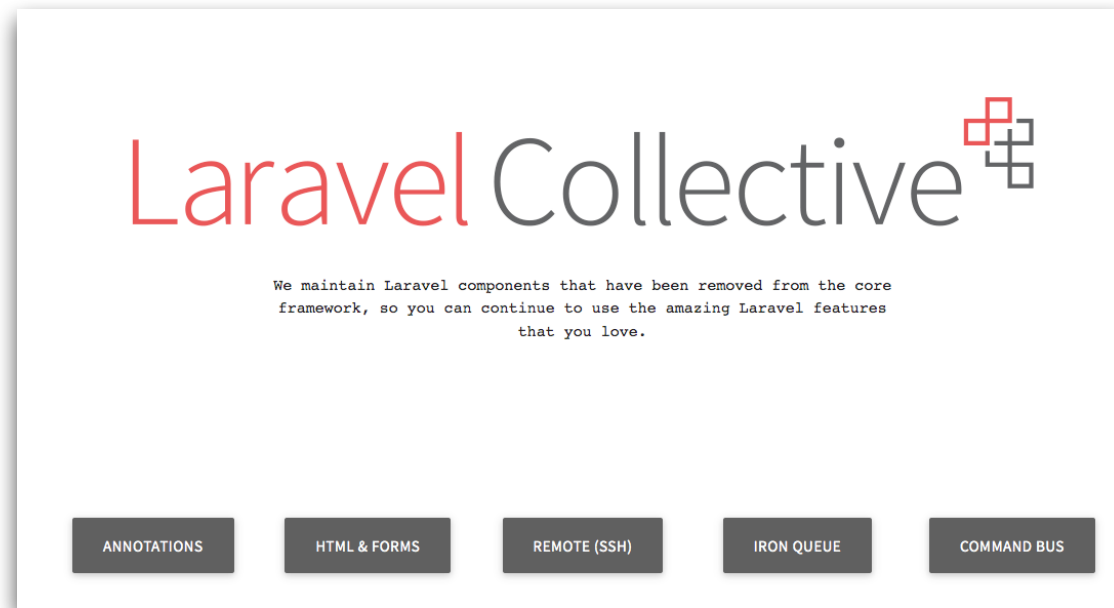 Laravel Collective
We maintain Laravel components that have been removed from the core
framework, so you can continue to use the amazing Laravel features
that you love.
ANNOTATIONS HTML & FORMS REMOTE (SSH) IRON QUEUE COMMAND BUS